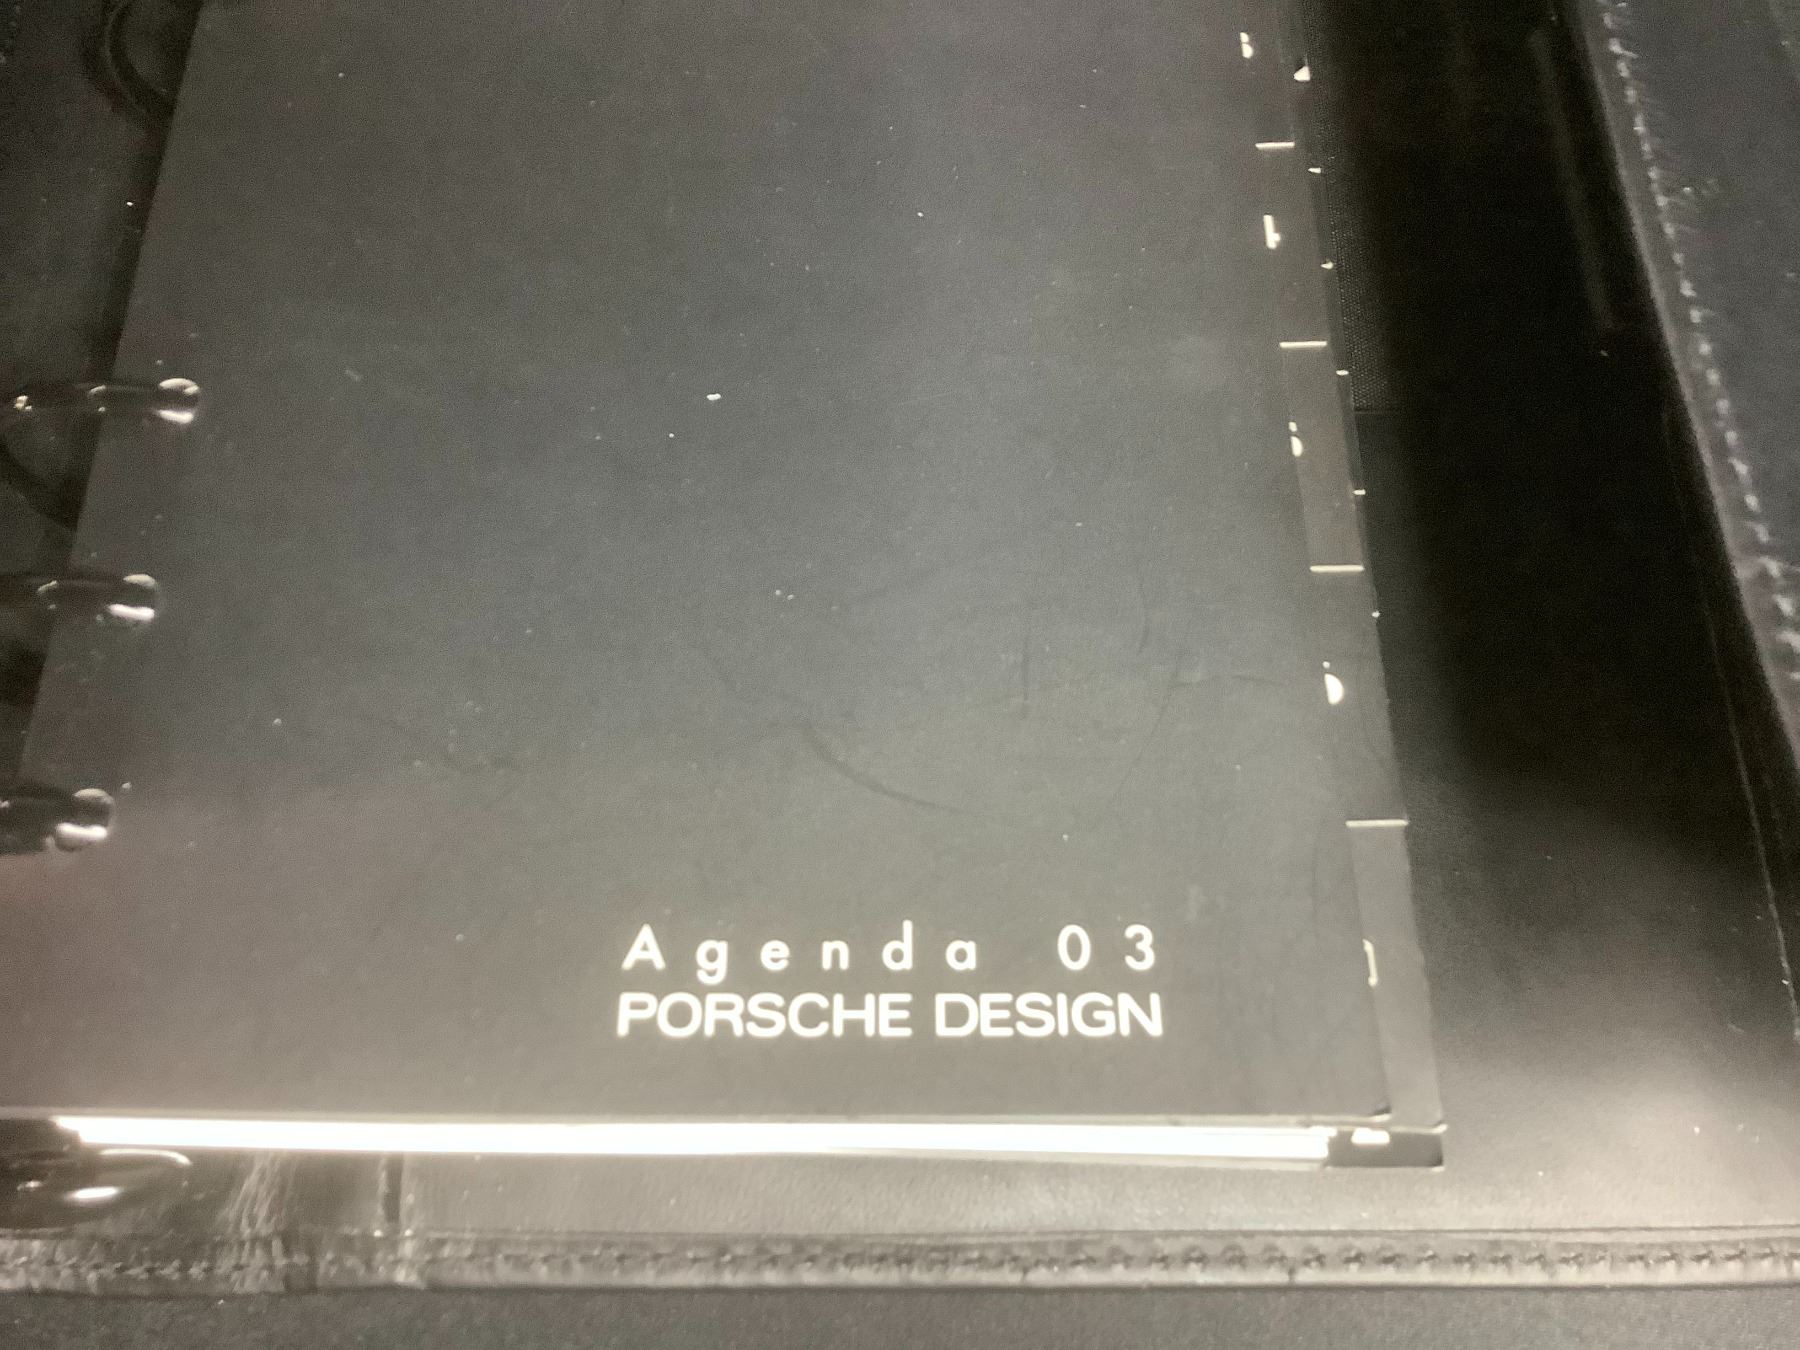 Agenda 03
PORSCHE DESIGN